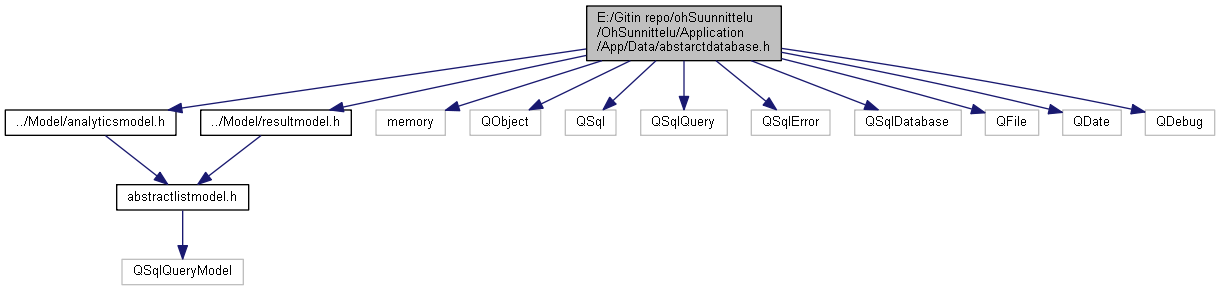 E:/Gitin repo/ohSuunnittelu
/OhSunnittelu/Application
/App/Data/abstarctdatabase.h
../Model/analyticsmodel.h
../Model/resultmodel.h
memory
QObject
QSql
QSqlQuery
QSqlError
QSqlDatabase
QFile
QDate
QDebug
abstractlistmodel.h
QSqlQueryModel